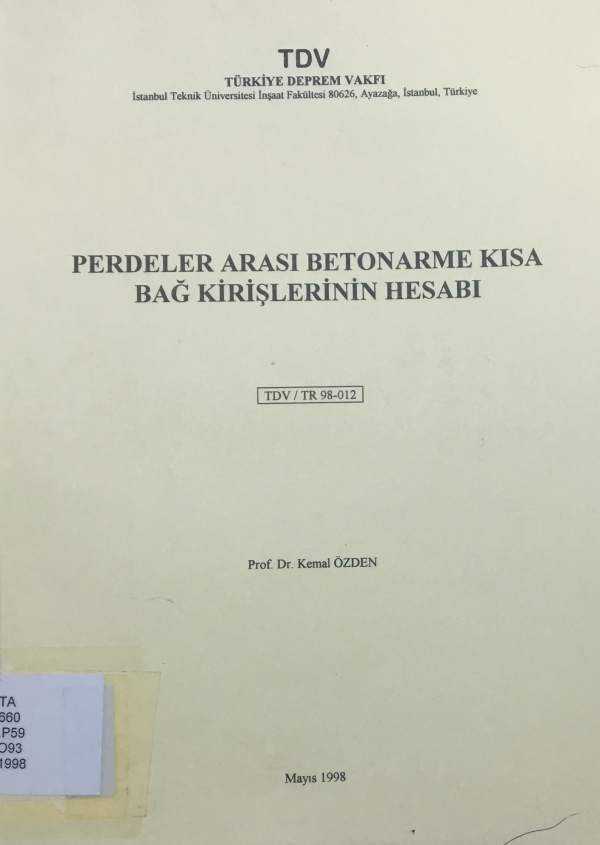 TDV
TÜRKİYE DEPREM VAKFI
İstanbul Teknik Üniversitesi İnşaat Fakültesi 80626, Ayazağa, İstanbul, Türkiye
PERDELER ARASI BETONARME KISA
BAĞ KİRİŞLERİNİN HESABI
TDV / TR 98-012
Prof. Dr. Kemal ÖZDEN
TA
660
.P59
O93
1998
Mayıs 1998